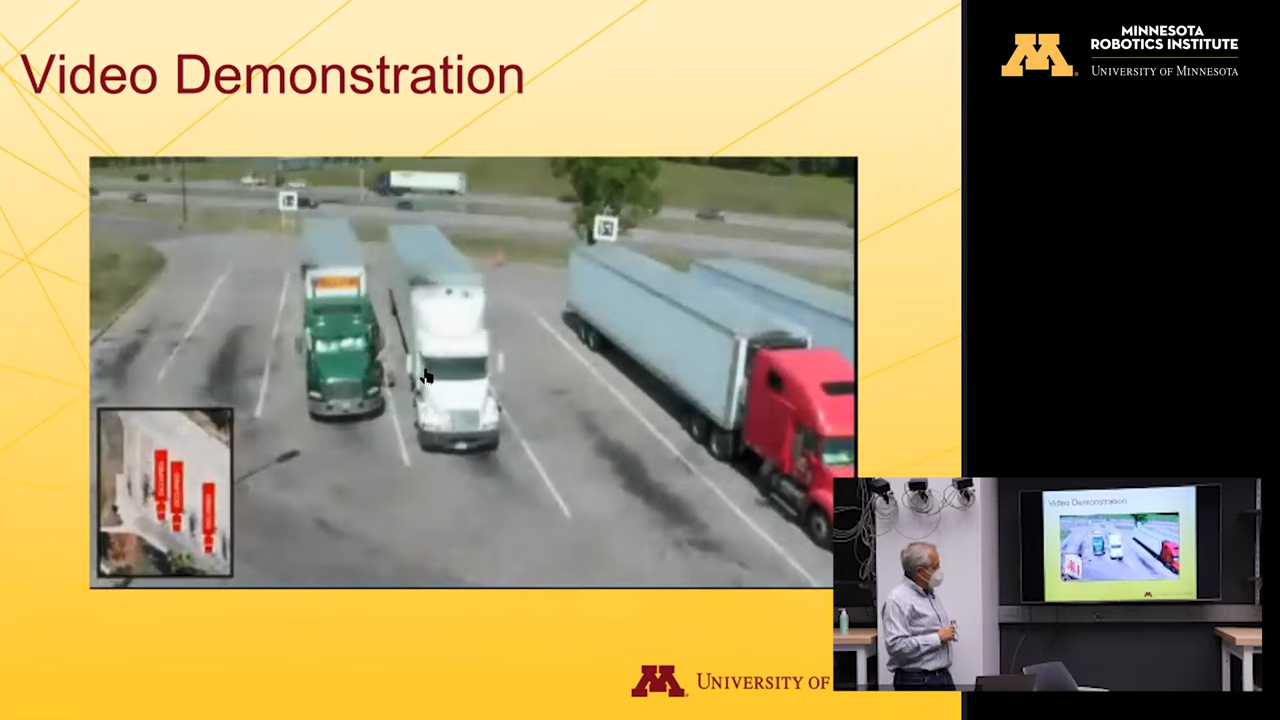 Video Demonstration
MINNESOTA
ROBOTICS INSTITUTE
UNIVERSITY OF MINNESOTA
Video Demonstration
UNIVERSITY OF